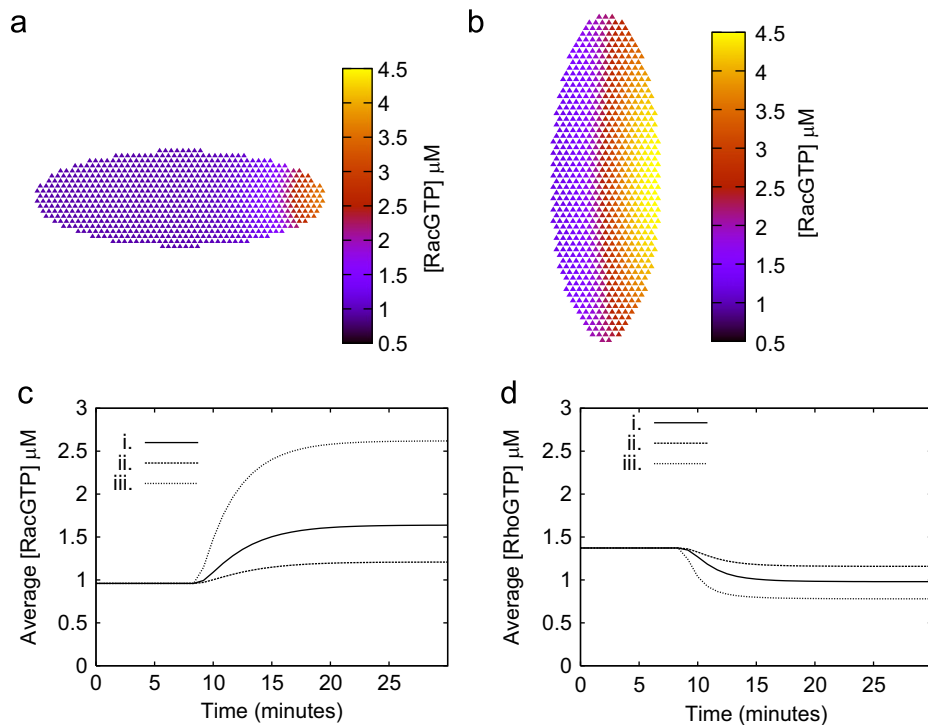 a
4.5
4
3.5
3
2.5
2
1.5
1
0.5
[RacGTP] μM
b
4.5
4
3.5
3
2.5
2
1.5
1
0.5
[RacGTP] μM
c
3
2.5
2
1.5
1
0.5
0
Average [RacGTP] μM
i.
ii.
iii.
0 5 10 15 20 25
Time (minutes)
d
3
2.5
2
1.5
1
0.5
0
Average [RhoGTP] μM
i.
ii.
iii.
0 5 10 15 20 25
Time (minutes)